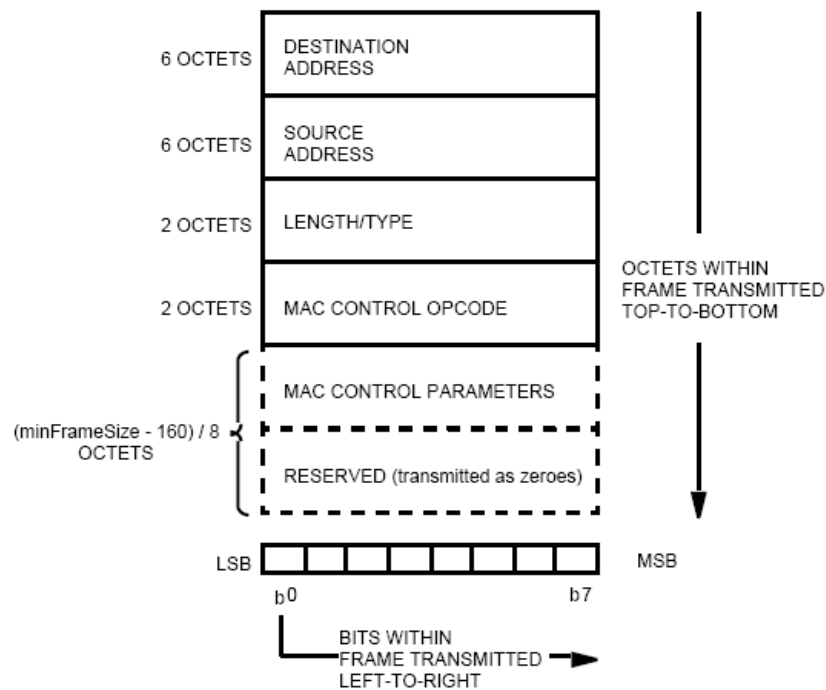 6 OCTETS
DESTINATION
ADDRESS
6 OCTETS
SOURCE
ADDRESS
2 OCTETS
LENGTH/TYPE
2 OCTETS
MAC CONTROL OPCODE
OCTETS WITHIN
FRAME TRANSMITTED
TOP-TO-BOTTOM
(minFrameSize - 160) / 8
OCTETS
MAC CONTROL PARAMETERS
RESERVED (transmitted as zeroes)
LSB
MSB
b0
b7
BITS WITHIN
FRAME TRANSMITTED
LEFT-TO-RIGHT